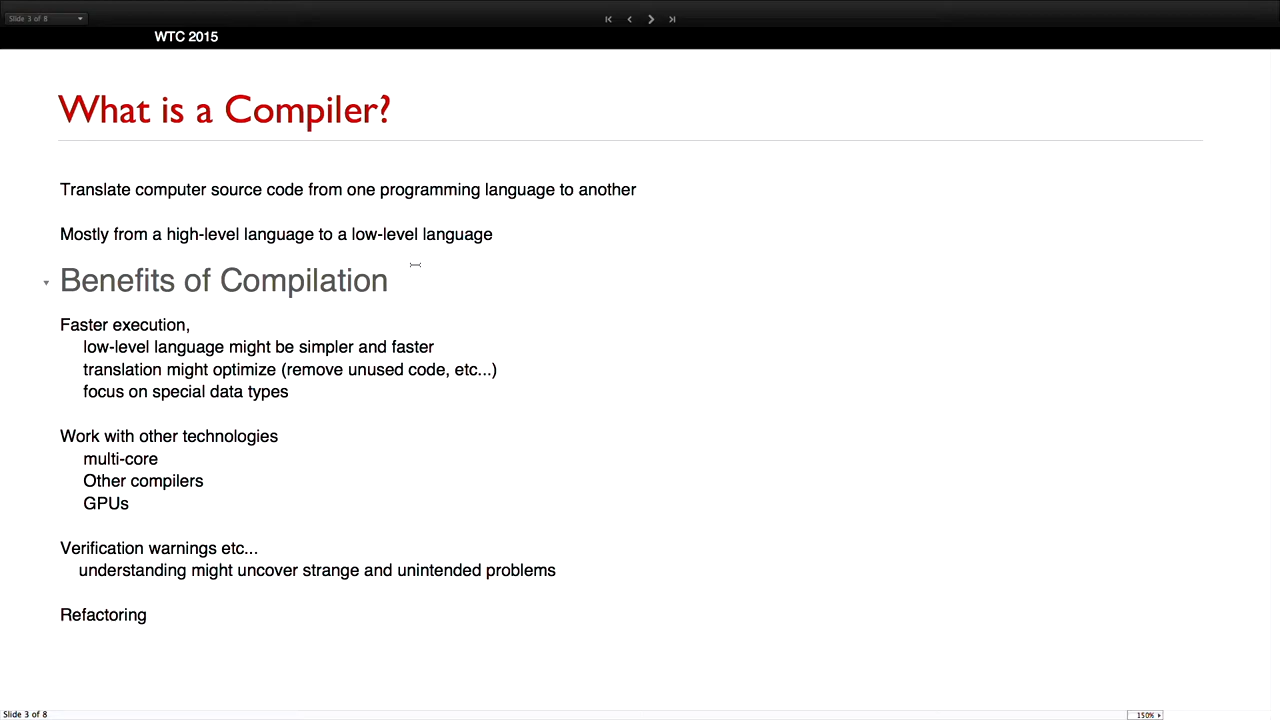 Slide 3 of 8
WTC 2015
What is a Compiler?
Translate computer source code from one programming language to another
Mostly from a high-level language to a low-level language
Benefits of Compilation
Faster execution,
low-level language might be simpler and faster
translation might optimize (remove unused code, etc...)
focus on special data types
Work with other technologies
multi-core
Other compilers
GPUs
Verification warnings etc...
understanding might uncover strange and unintended problems
Refactoring
Slide 3 of 8
150%